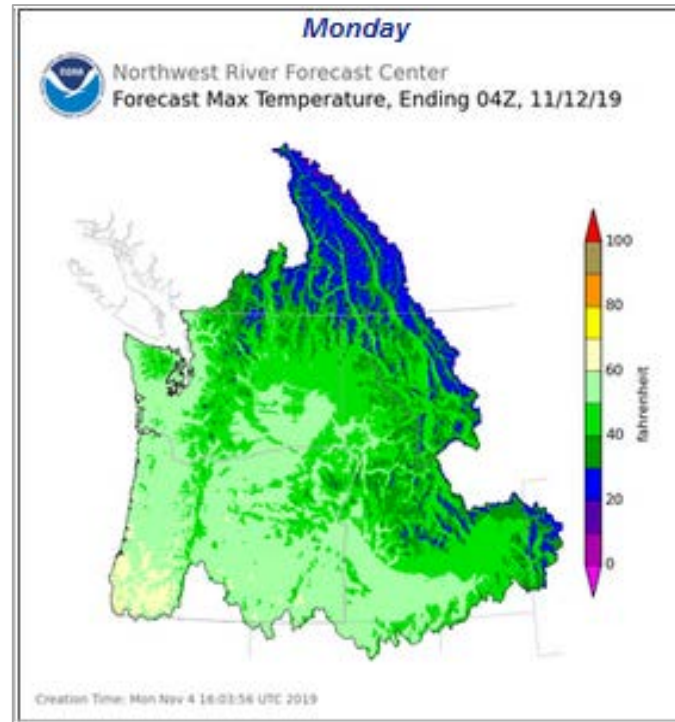 Monday
Northwest River Forecast Center
Forecast Max Temperature, Ending 04Z, 11/12/19
100
80
60
40
20
0
fahrenheit
Creation Time: Mon Nov 4 16:03:56 UTC 2019